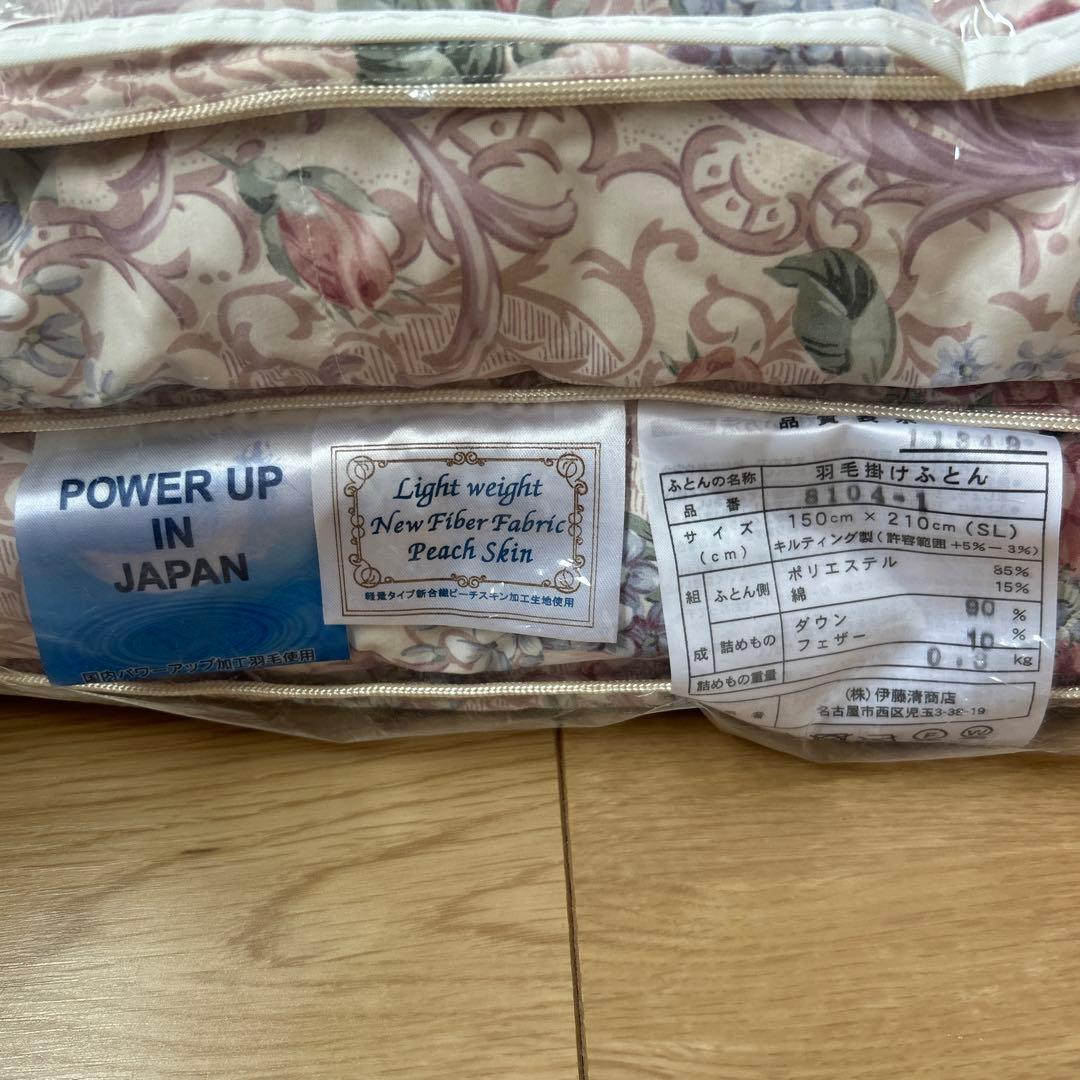 POWER UP
IN
JAPAN
国内パワーアップ加工羽毛使用
Light weight
New Fiber Fabric
Peach Skin
軽量タイプ新合繊ピーチスキン加工生地使用
品質表示
11348
ふとんの名称 羽毛掛けふとん
品番 8104-1
サイズ(cm) 150cm × 210cm (SL)
キルティング製(許容範囲+5%−3%)
組成 ふとん側 ポリエステル 85%
綿 15%
詰めもの ダウン 90%
フェザー 10%
詰めもの重量 0.3 kg
(株)伊藤清商店
名古屋市西区児玉3-38-19
者
F W